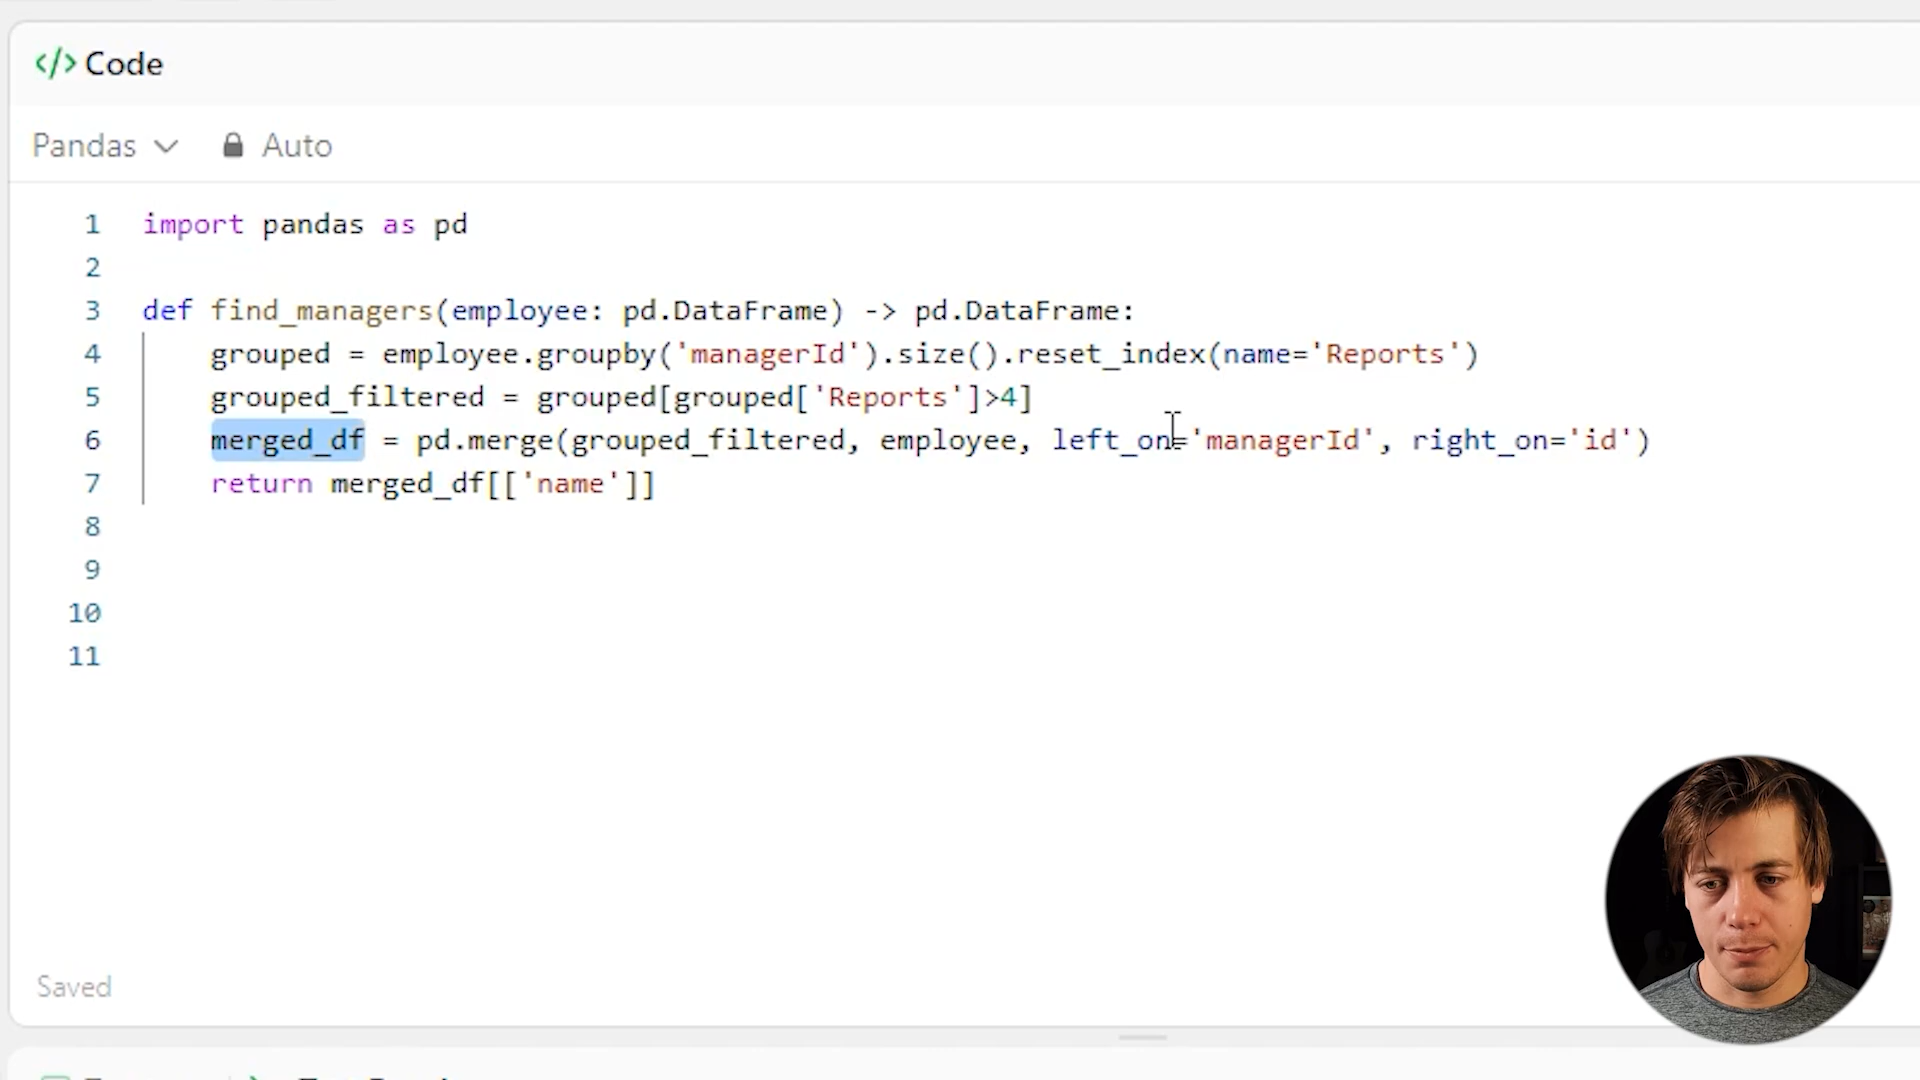 </> Code
Pandas Auto
1 import pandas as pd
2
3 def find_managers(employee: pd.DataFrame) -> pd.DataFrame:
4 grouped = employee.groupby('managerId').size().reset_index(name='Reports')
5 grouped_filtered = grouped[grouped['Reports']>4]
6 merged_df = pd.merge(grouped_filtered, employee, left_on='managerId', right_on='id')
7 return merged_df[['name']]
8
9
10
11
Saved